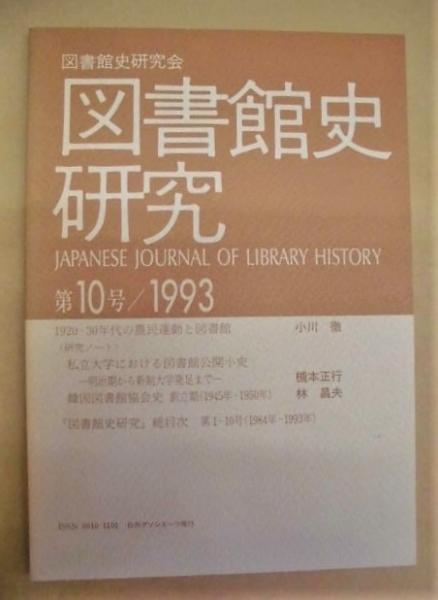 図書館史研究会
図書館史
研究
JAPANESE JOURNAL OF LIBRARY HISTORY
第10号/1993
1920-30年代の農民運動と図書館 小川 徹
〈研究ノート〉
私立大学における図書館公開小史
―明治期から新制大学発足まで― 橋本正行
韓国図書館協会史 創立期(1945年-1950年) 林 昌夫
『図書館史研究』総目次 第1-10号(1984年-1993年)
発行